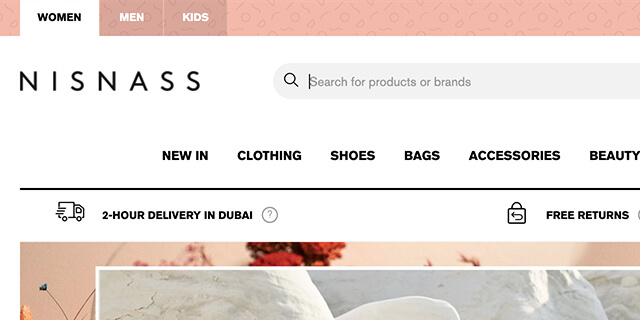 WOMEN MEN KIDS
NISNASS
Search for products or brands
NEW IN CLOTHING SHOES BAGS ACCESSORIES BEAUTY
2-HOUR DELIVERY IN DUBAI ? FREE RETURNS